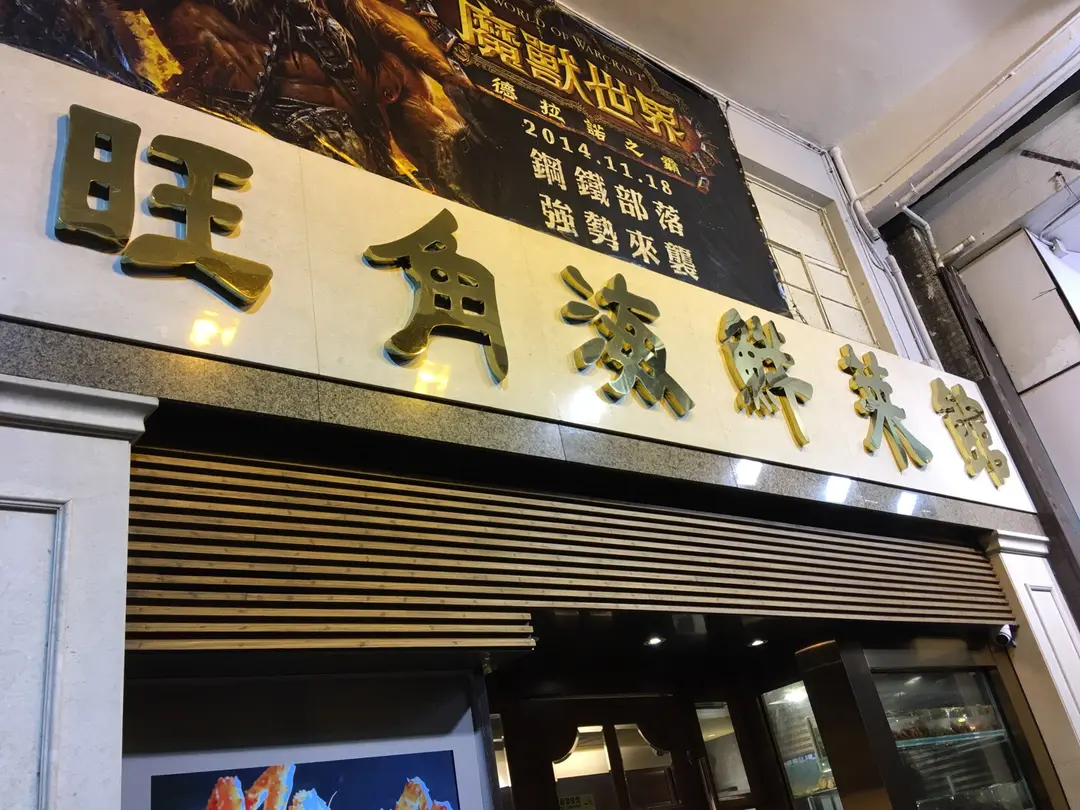 WORLD OF WARCRAFT
魔獸世界
德拉諾之霸
2014.11.18
鋼鐵部落
強勢來襲
旺角海鮮菜館